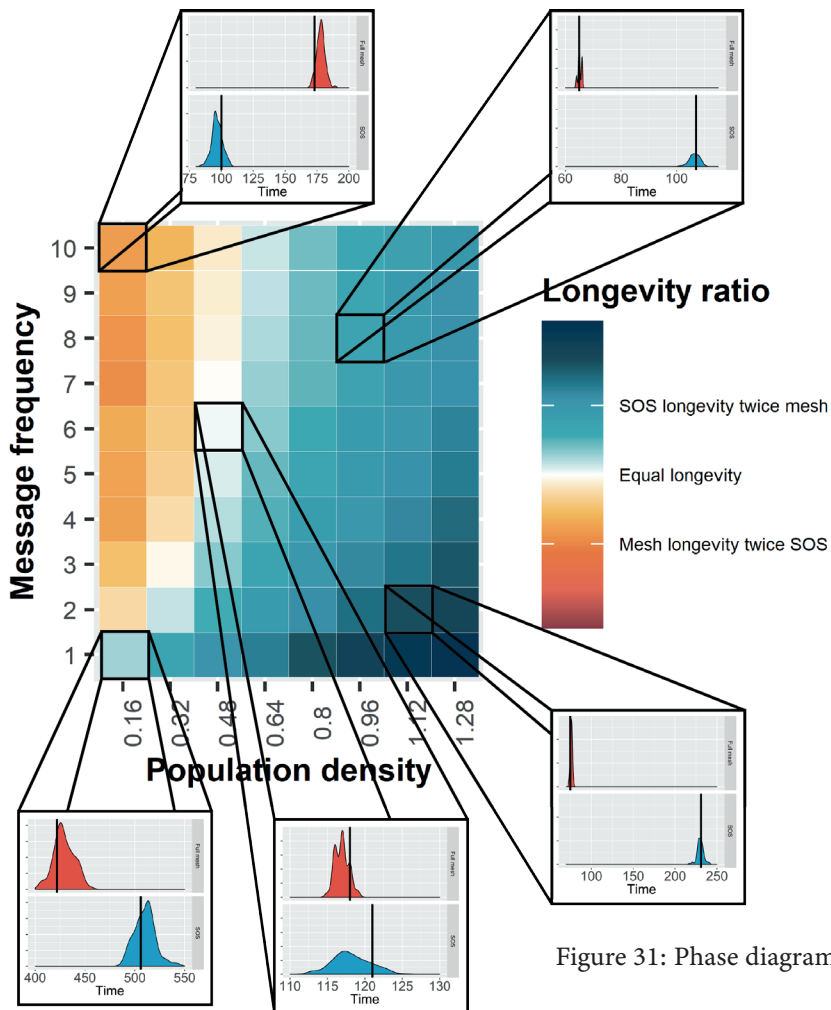 Full mesh
SOS
75 100 125 150 175 200
Time
Full mesh
SOS
60 80 100
Time
Message frequency
10
9
8
7
6
5
4
3
2
1
0.16 0.32 0.48 0.64 0.8 0.96 1.12 1.28
Population density
Longevity ratio
SOS longevity twice mesh
Equal longevity
Mesh longevity twice SOS
Full mesh
SOS
100 150 200 250
Time
Full mesh
SOS
400 450 500 550
Time
Full mesh
SOS
110 115 120 125 130
Time
Figure 31: Phase diagram